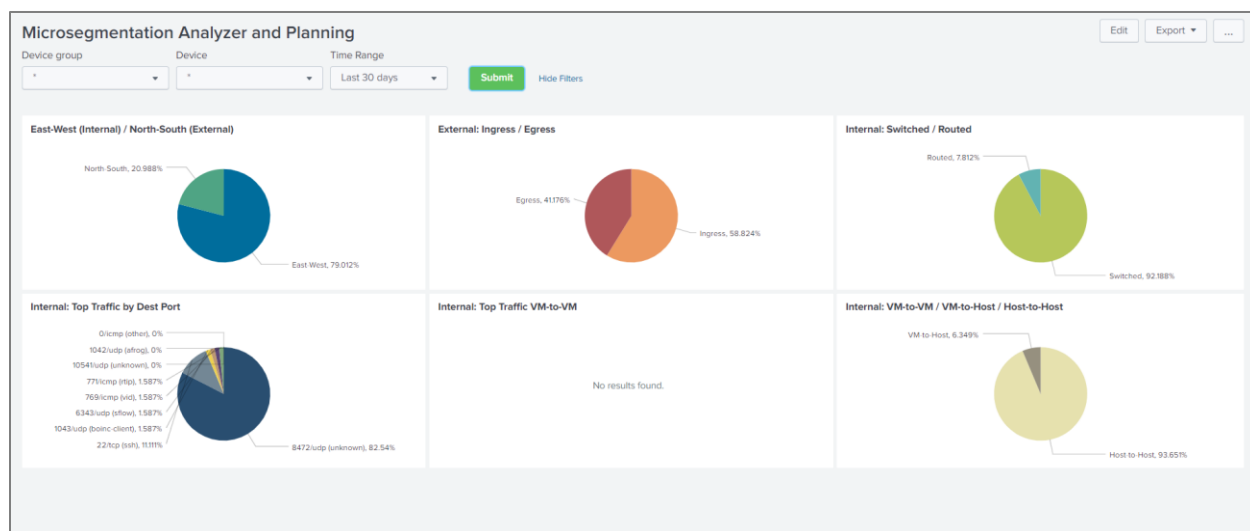 Microsegmentation Analyzer and Planning
Edit
Export
...
Device group
Device
Time Range
*
*
Last 30 days
Submit
Hide Filters
East-West (Internal) / North-South (External)
North-South, 20.988%
East-West, 79.012%
External: Ingress / Egress
Egress, 41.176%
Ingress, 58.824%
Internal: Switched / Routed
Routed, 7.812%
Switched, 92.188%
Internal: Top Traffic by Dest Port
0/icmp (other), 0%
1042/udp (afrog), 0%
10541/udp (unknown), 0%
771/icmp (rtip), 1.587%
769/icmp (vid), 1.587%
6343/udp (sflow), 1.587%
1043/udp (boinc-client), 1.587%
22/tcp (ssh), 11.111%
8472/udp (unknown), 82.54%
Internal: Top Traffic VM-to-VM
No results found.
Internal: VM-to-VM / VM-to-Host / Host-to-Host
VM-to-Host, 6.349%
Host-to-Host, 93.651%